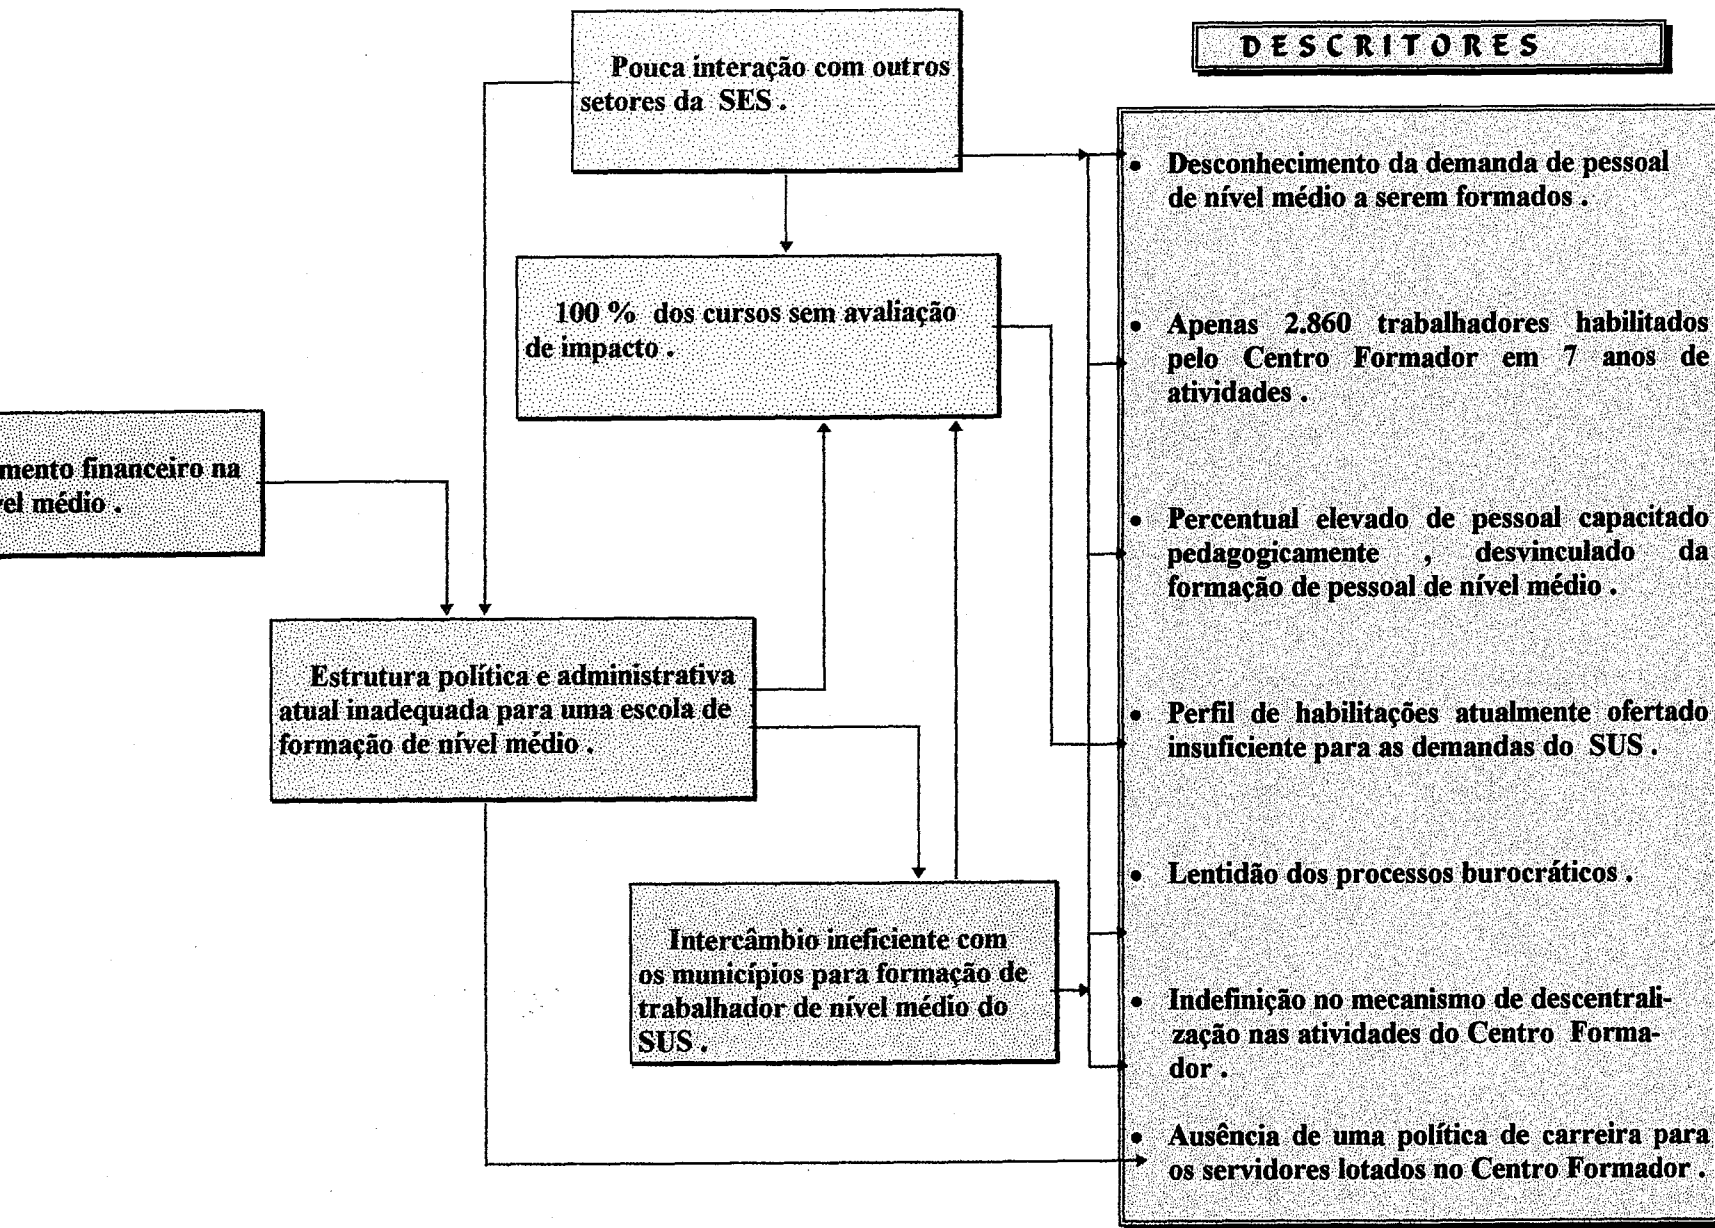 Pouca interação com outros
setores da SES .
DESCRITORES
100 % dos cursos sem avaliação
de impacto .
financeiro na
médio .
Estrutura política e administrativa
atual inadequada para uma escola de
formação de nível médio .
Intercâmbio ineficiente com
os municípios para formação de
trabalhador de nível médio do
SUS .
• Desconhecimento da demanda de pessoal
de nível médio a serem formados .
• Apenas 2.860 trabalhadores habilitados
pelo Centro Formador em 7 anos de
atividades .
• Percentual elevado de pessoal capacitado
pedagogicamente , desvinculado da
formação de pessoal de nível médio .
• Perfil de habilitações atualmente ofertado
insuficiente para as demandas do SUS .
• Lentidão dos processos burocráticos .
• Indefinição no mecanismo de descentrali-
zação nas atividades do Centro Forma-
dor .
• Ausência de uma política de carreira para
os servidores lotados no Centro Formador .